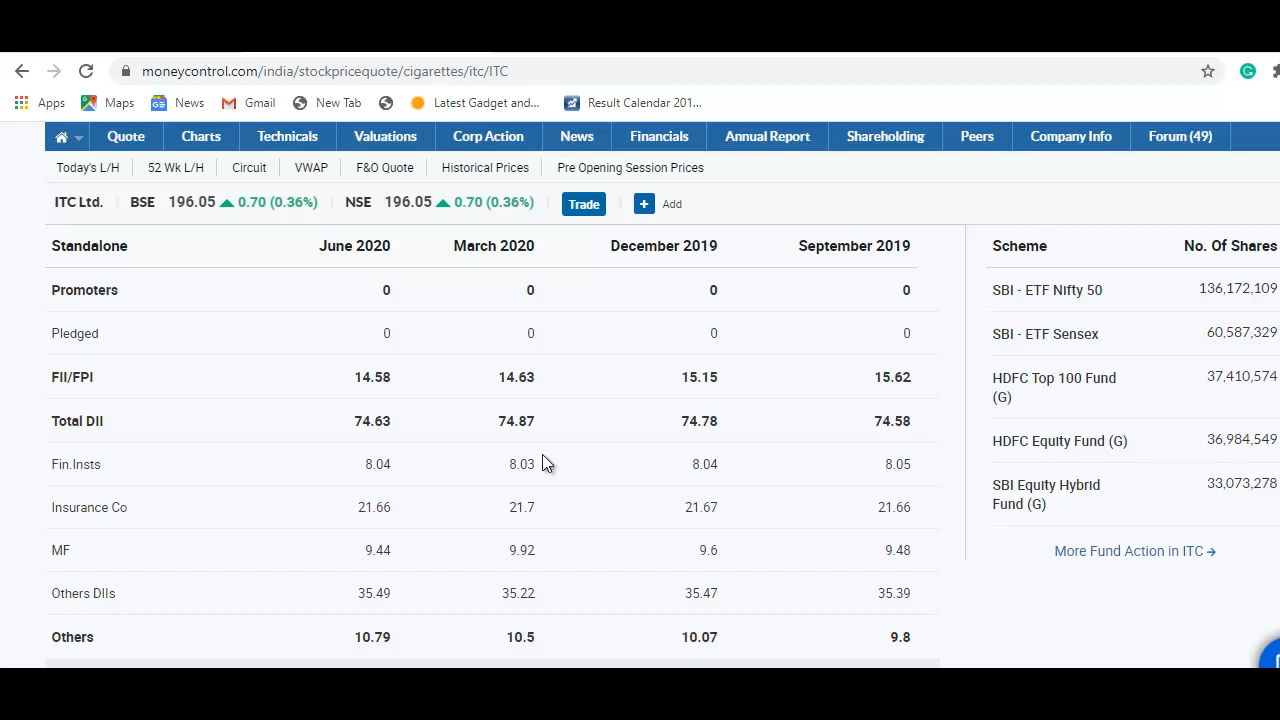 moneycontrol.com/india/stockpricequote/cigarettes/itc/ITC
Apps Maps News Gmail New Tab Latest Gadget and... Result Calendar 201...
Quote Charts Technicals Valuations Corp Action News Financials Annual Report Shareholding Peers Company Info Forum (49)
Today's L/H 52 Wk L/H Circuit VWAP F&O Quote Historical Prices Pre Opening Session Prices
ITC Ltd. BSE 196.05 0.70 (0.36%) NSE 196.05 0.70 (0.36%) Trade + Add
Standalone June 2020 March 2020 December 2019 September 2019
Promoters 0 0 0 0
Pledged 0 0 0 0
FII/FPI 14.58 14.63 15.15 15.62
Total DII 74.63 74.87 74.78 74.58
Fin.Insts 8.04 8.03 8.04 8.05
Insurance Co 21.66 21.7 21.67 21.66
MF 9.44 9.92 9.6 9.48
Others DIIs 35.49 35.22 35.47 35.39
Others 10.79 10.5 10.07 9.8
Scheme No. Of Shares
SBI - ETF Nifty 50 136,172,109
SBI - ETF Sensex 60,587,329
HDFC Top 100 Fund 37,410,574
(G)
HDFC Equity Fund (G) 36,984,549
SBI Equity Hybrid 33,073,278
Fund (G)
More Fund Action in ITC